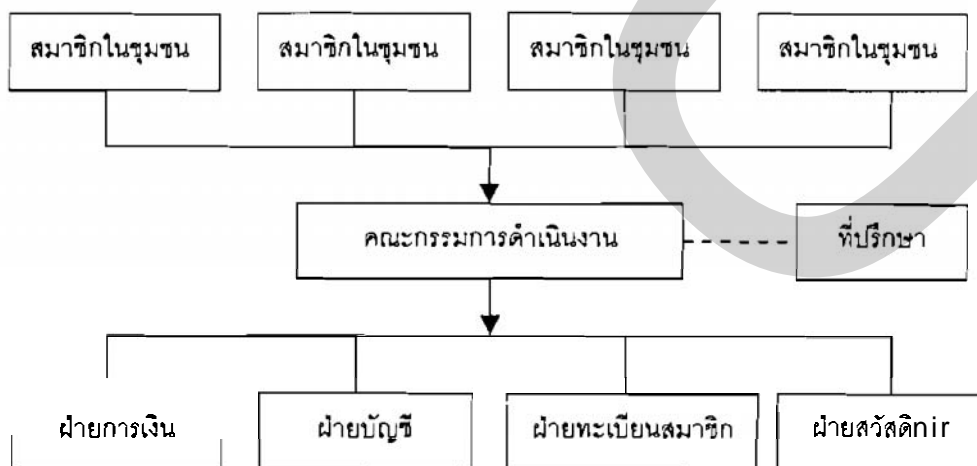 สมาชิกในชุมชน สมาชิกในชุมชน สมาชิกในชุมชน สมาชิกในชุมชน
คณะกรรมการดำเนินงาน ที่ปรึกษา
ฝ่ายการเงิน ฝ่ายบัญชี ฝ่ายทะเบียนสมาชิก ฝ่ายสวัสดิnir